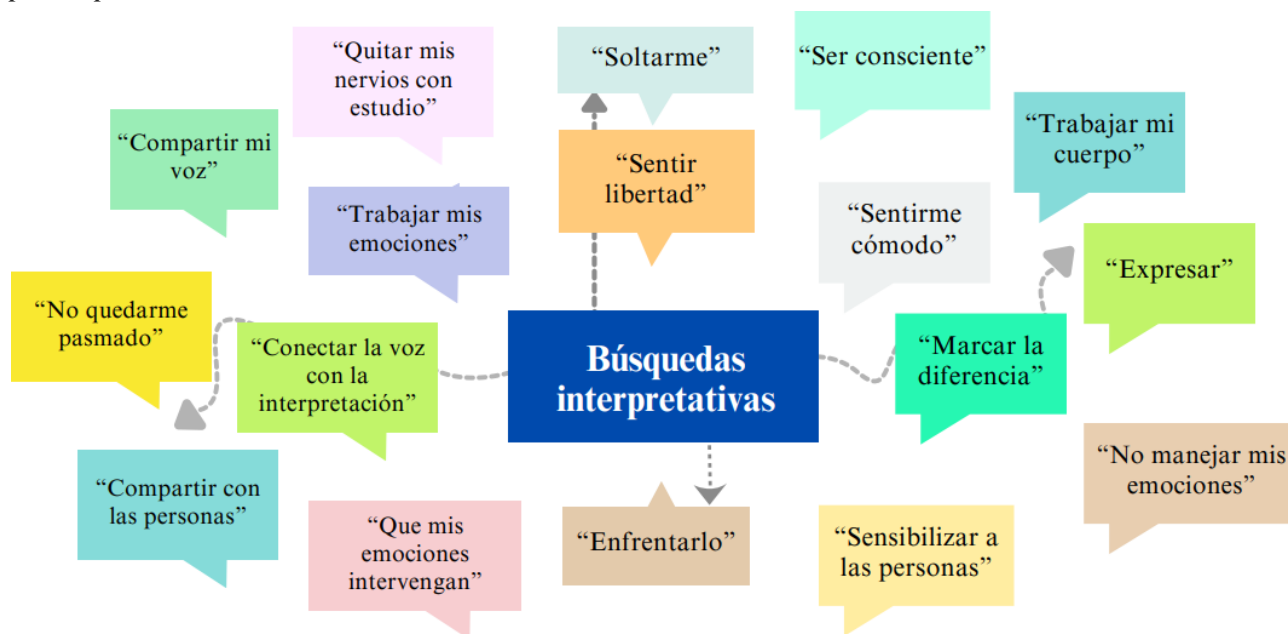 “Quitar mis
nervios con
estudio”
“Soltarme”
“Ser consciente”
“Compartir mi
voz”
“Trabajar mi
cuerpo”
“Sentir
libertad”
“Trabajar mis
emociones”
“Sentirme
cómodo”
“Expresar”
“No quedarme
pasmado”
“Conectar la voz
con la
interpretación”
Búsquedas
interpretativas
“Marcar la
diferencia”
“No manejar mis
emociones”
“Compartir con
las personas”
“Que mis
emociones
intervengan”
“Enfrentarlo”
“Sensibilizar a
las personas”